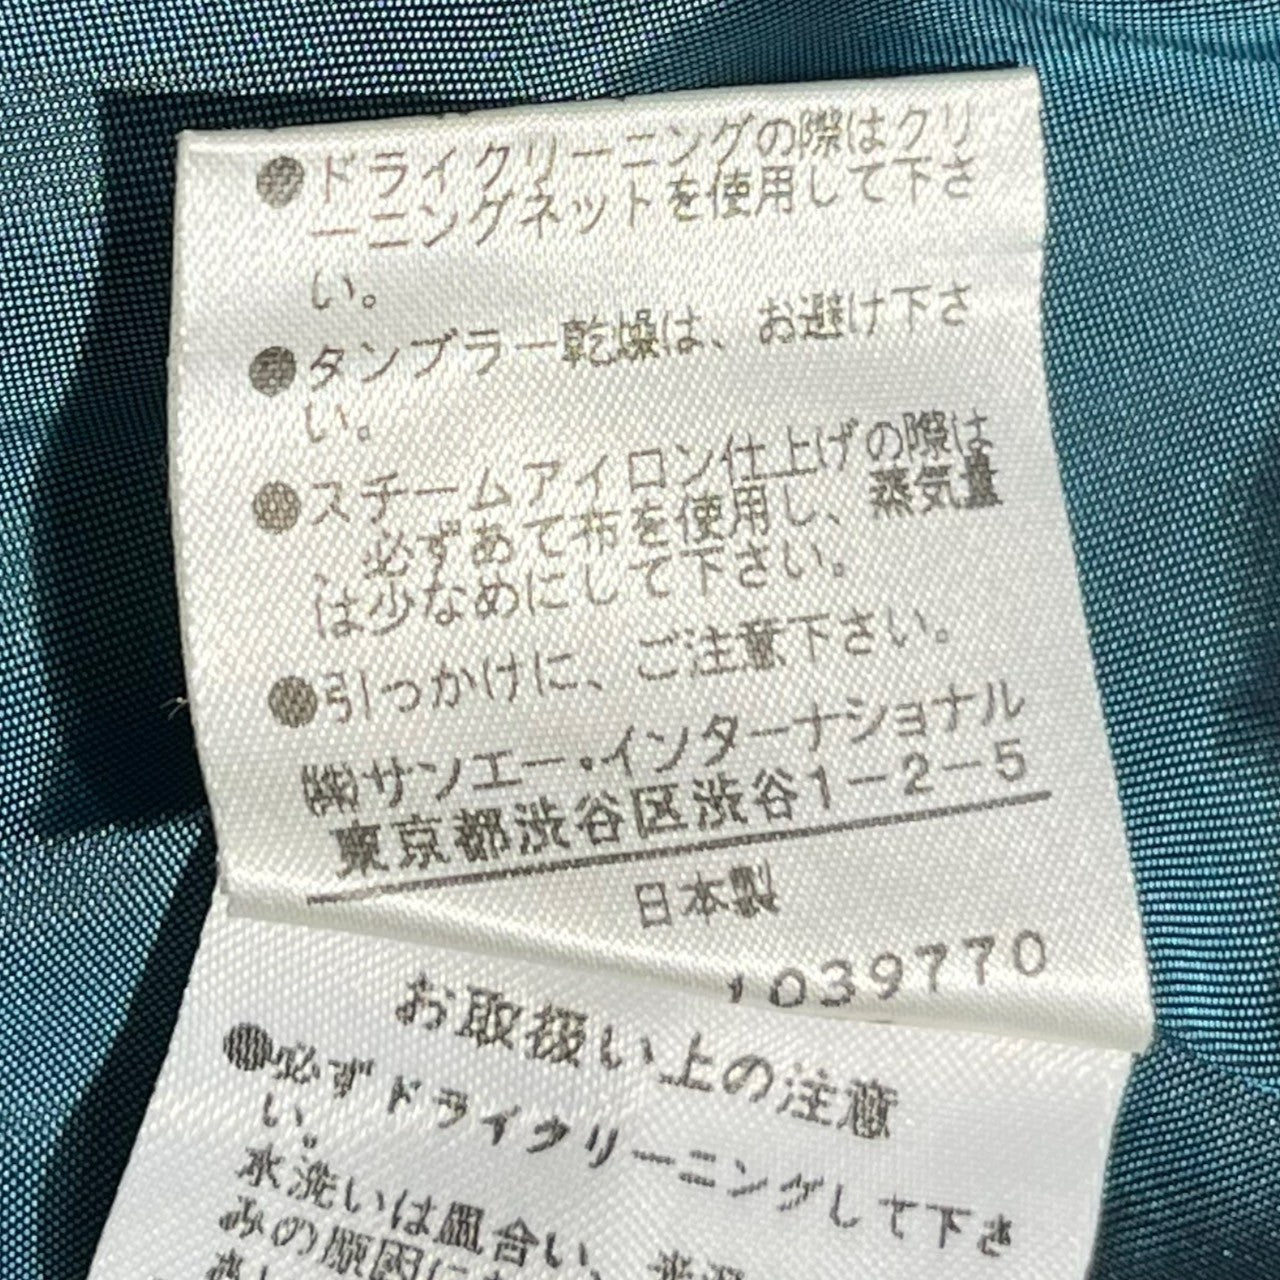 ●ドライクリーニングの際はクリ
ーニングネットを使用して下さ
い。
●タンブラー乾燥は、お避け下さ
い。
●スチームアイロン仕上げの際は
、必ずあて布を使用し、蒸気量
は少なめにして下さい。
●引っかけに、ご注意下さい。
㈱サンエー・インターナショナル
東京都渋谷区渋谷1-2-5
日本製
1039770
お取扱い上の注意
●必ずドライクリーニングして下さ
い。
水洗いは風合い、
みの原因に